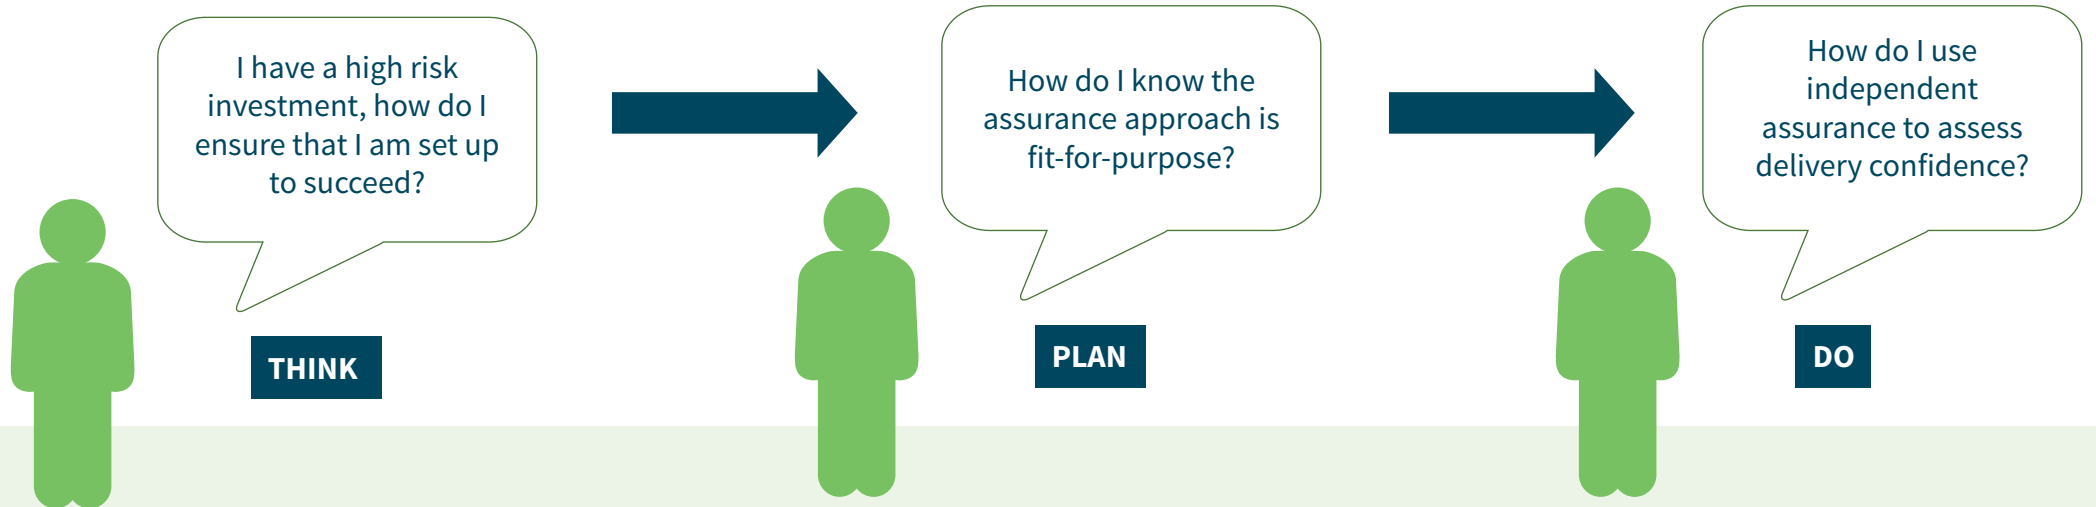 I have a high risk
investment, how do I
ensure that I am set up
to succeed?
THINK
How do I know the
assurance approach is
fit-for-purpose?
PLAN
How do I use
independent
assurance to assess
delivery confidence?
DO